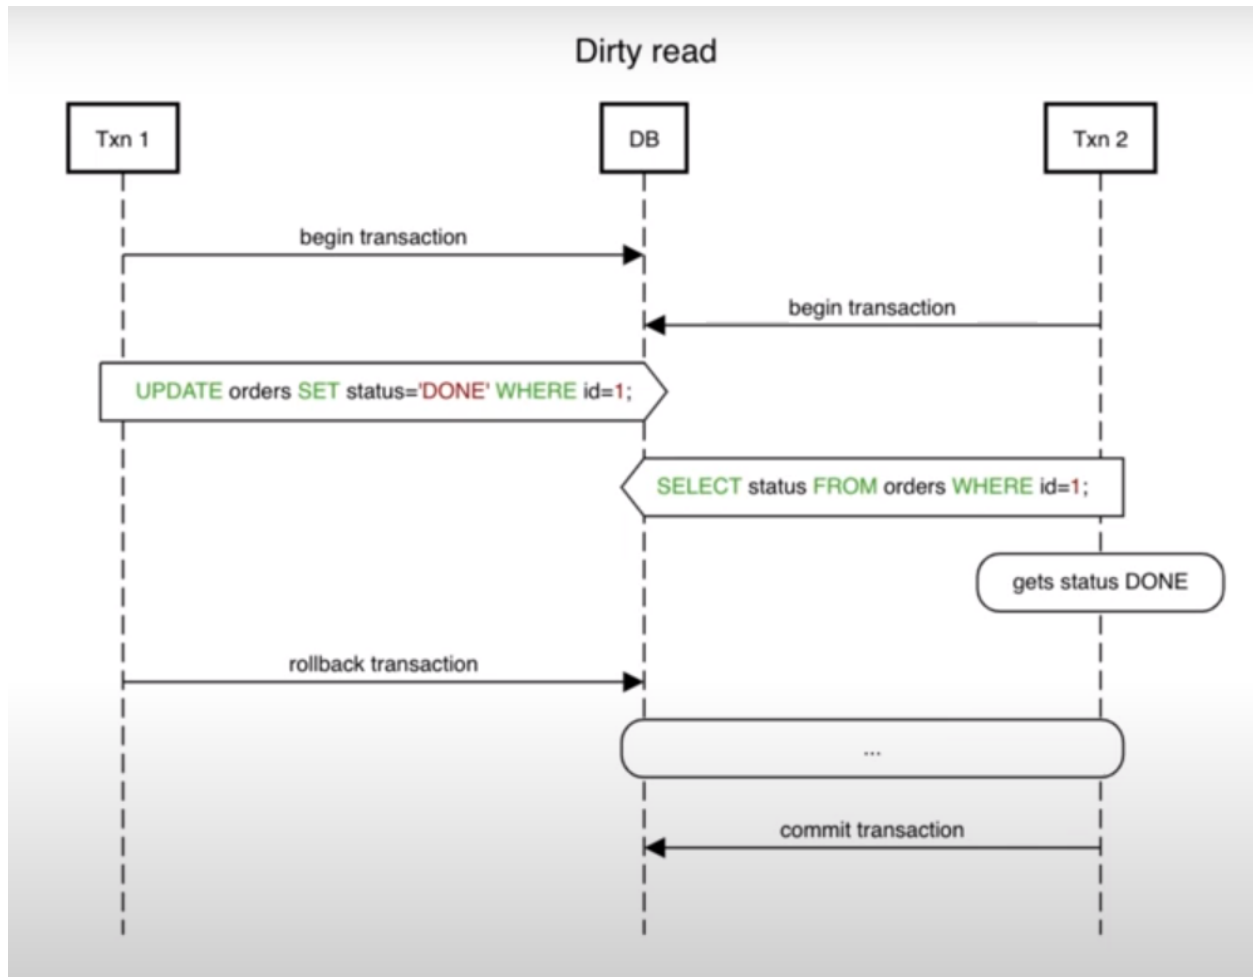 Dirty read
Txn 1
DB
Txn 2
begin transaction
begin transaction
UPDATE orders SET status='DONE' WHERE id=1;
SELECT status FROM orders WHERE id=1;
gets status DONE
rollback transaction
...
commit transaction